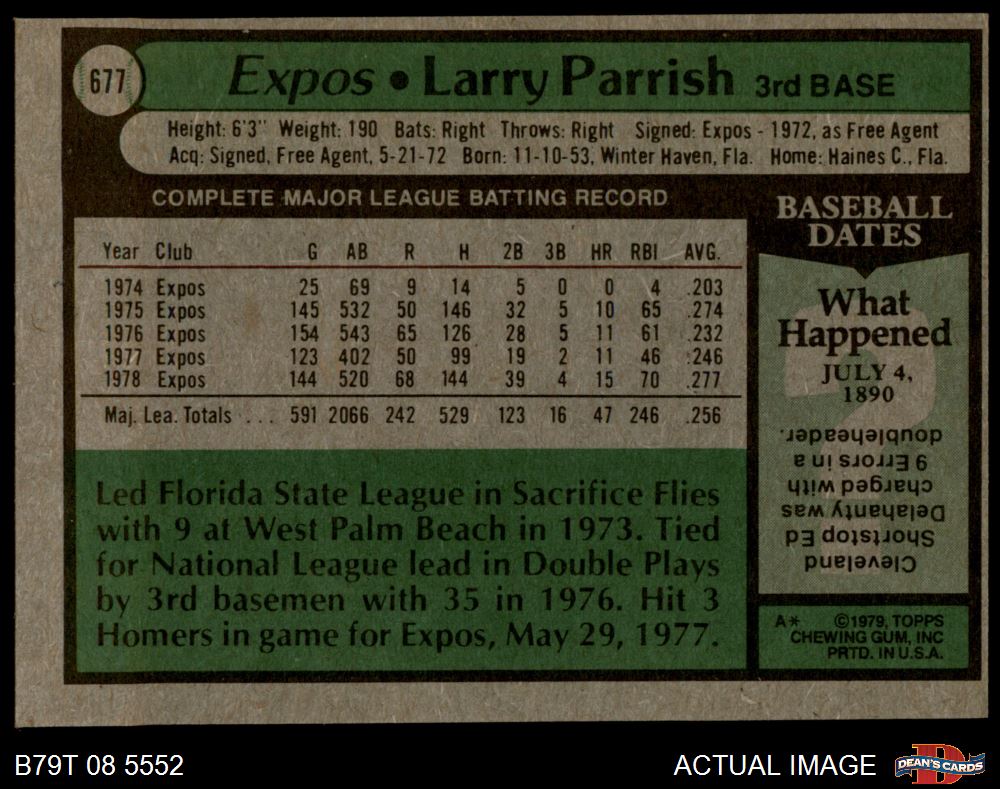 677
Expos • Larry Parrish 3rd BASE
Height: 6'3" Weight: 190 Bats: Right Throws: Right Signed: Expos - 1972, as Free Agent
Acq: Signed, Free Agent, 5-21-72 Born: 11-10-53, Winter Haven, Fla. Home: Haines C., Fla.
COMPLETE MAJOR LEAGUE BATTING RECORD
Year Club G AB R H 2B 3B HR RBI AVG.
1974 Expos 25 69 9 14 5 0 0 4 .203
1975 Expos 145 532 50 146 32 5 10 65 .274
1976 Expos 154 543 65 126 28 5 11 61 .232
1977 Expos 123 402 50 99 19 2 11 46 .246
1978 Expos 144 520 68 144 39 4 15 70 .277
Maj. Lea. Totals . . . 591 2066 242 529 123 16 47 246 .256
Led Florida State League in Sacrifice Flies
with 9 at West Palm Beach in 1973. Tied
for National League lead in Double Plays
by 3rd basemen with 35 in 1976. Hit 3
Homers in game for Expos, May 29, 1977.
BASEBALL
DATES
What
Happened
JULY 4,
1890
Cleveland
Shortstop Ed
Delahanty was
charged with
9 Errors in a
doubleheader.
A* ©1979, TOPPS
CHEWING GUM, INC
PRTD. IN U.S.A.
B79T 08 5552
ACTUAL IMAGE
D
DEAN'S CARDS